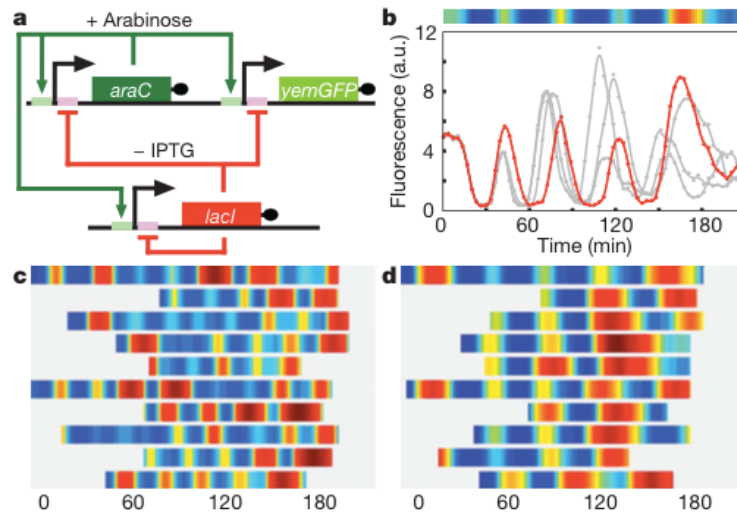 a
+ Arabinose
araC
yemGFP
– IPTG
lacI
b
Fluorescence (a.u.)
12
8
4
0
0 60 120 180
Time (min)
c
0 60 120 180
d
0 60 120 180